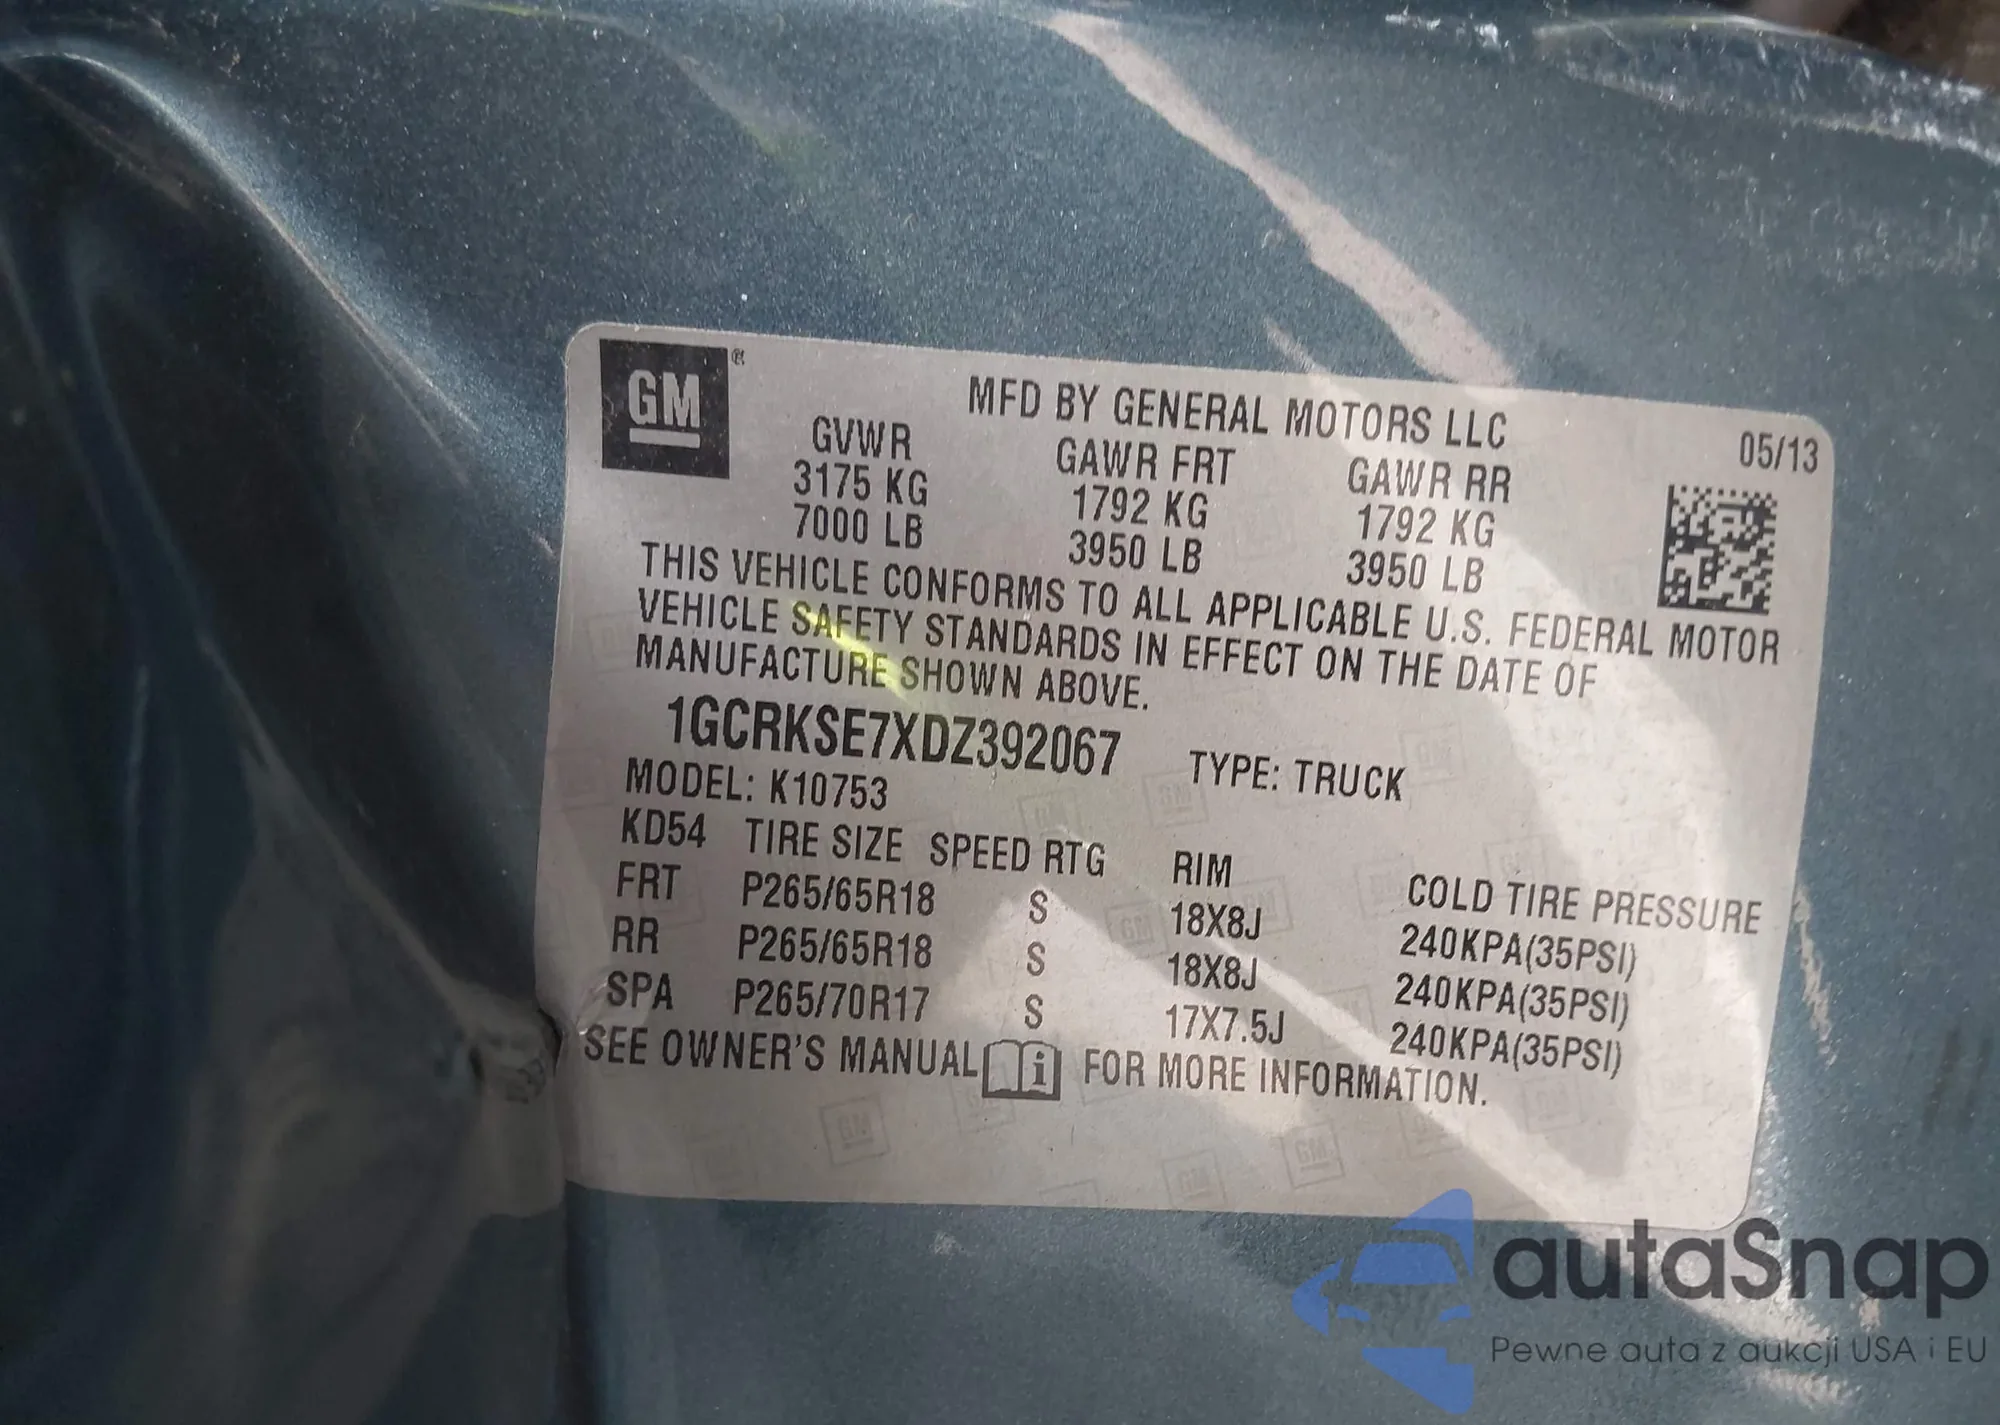 GM
MFD BY GENERAL MOTORS LLC
05/13
GVWR GAWR FRT GAWR RR
3175 KG 1792 KG 1792 KG
7000 LB 3950 LB 3950 LB
THIS VEHICLE CONFORMS TO ALL APPLICABLE U.S. FEDERAL MOTOR
VEHICLE SAFETY STANDARDS IN EFFECT ON THE DATE OF
MANUFACTURE SHOWN ABOVE.
1GCRKSE7XDZ392067 TYPE: TRUCK
MODEL: K10753
KD54 TIRE SIZE SPEED RTG RIM COLD TIRE PRESSURE
FRT P265/65R18 S 18X8J 240KPA(35PSI)
RR P265/65R18 S 18X8J 240KPA(35PSI)
SPA P265/70R17 S 17X7.5J 240KPA(35PSI)
SEE OWNER'S MANUAL i FOR MORE INFORMATION.
autaSnap
Pewne auta z aukcji USA i EU